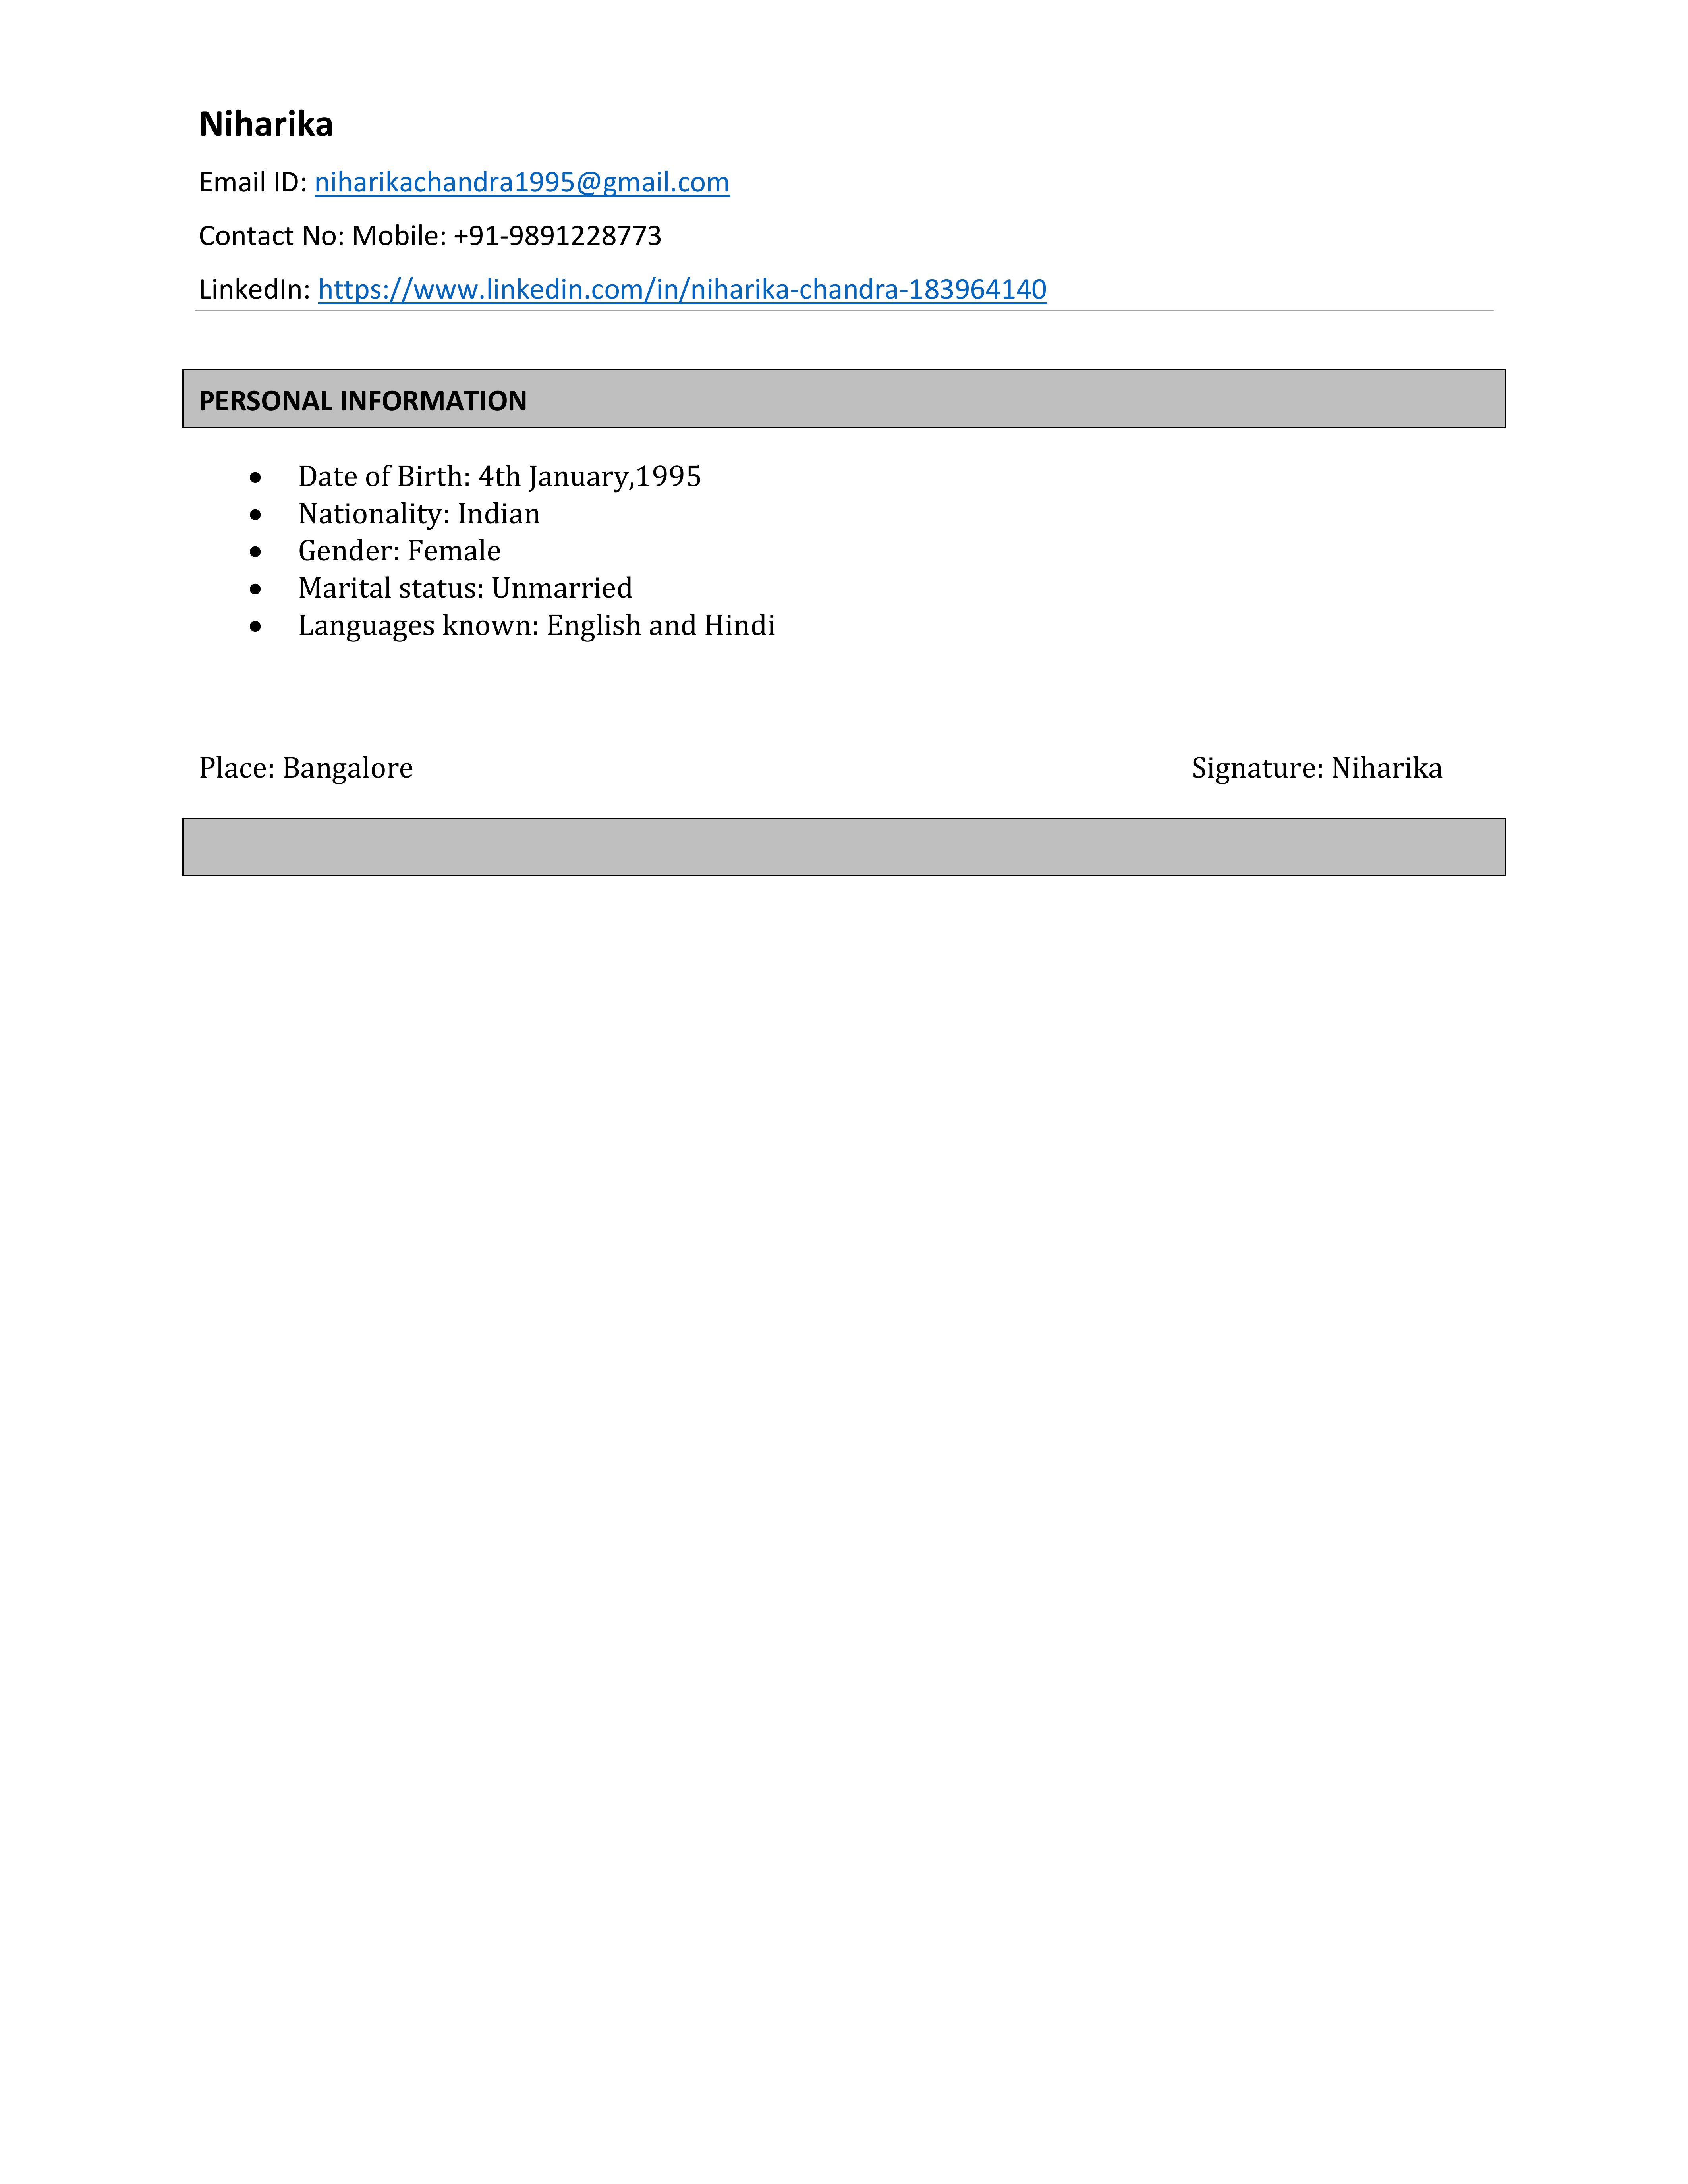 Niharika
Email ID: niharikachandra1995@gmail.com
Contact No: Mobile: +91-9891228773
LinkedIn: https://www.linkedin.com/in/niharika-chandra-183964140
PERSONAL INFORMATION
• Date of Birth: 4th January,1995
• Nationality: Indian
• Gender: Female
• Marital status: Unmarried
• Languages known: English and Hindi
Place: Bangalore Signature: Niharika